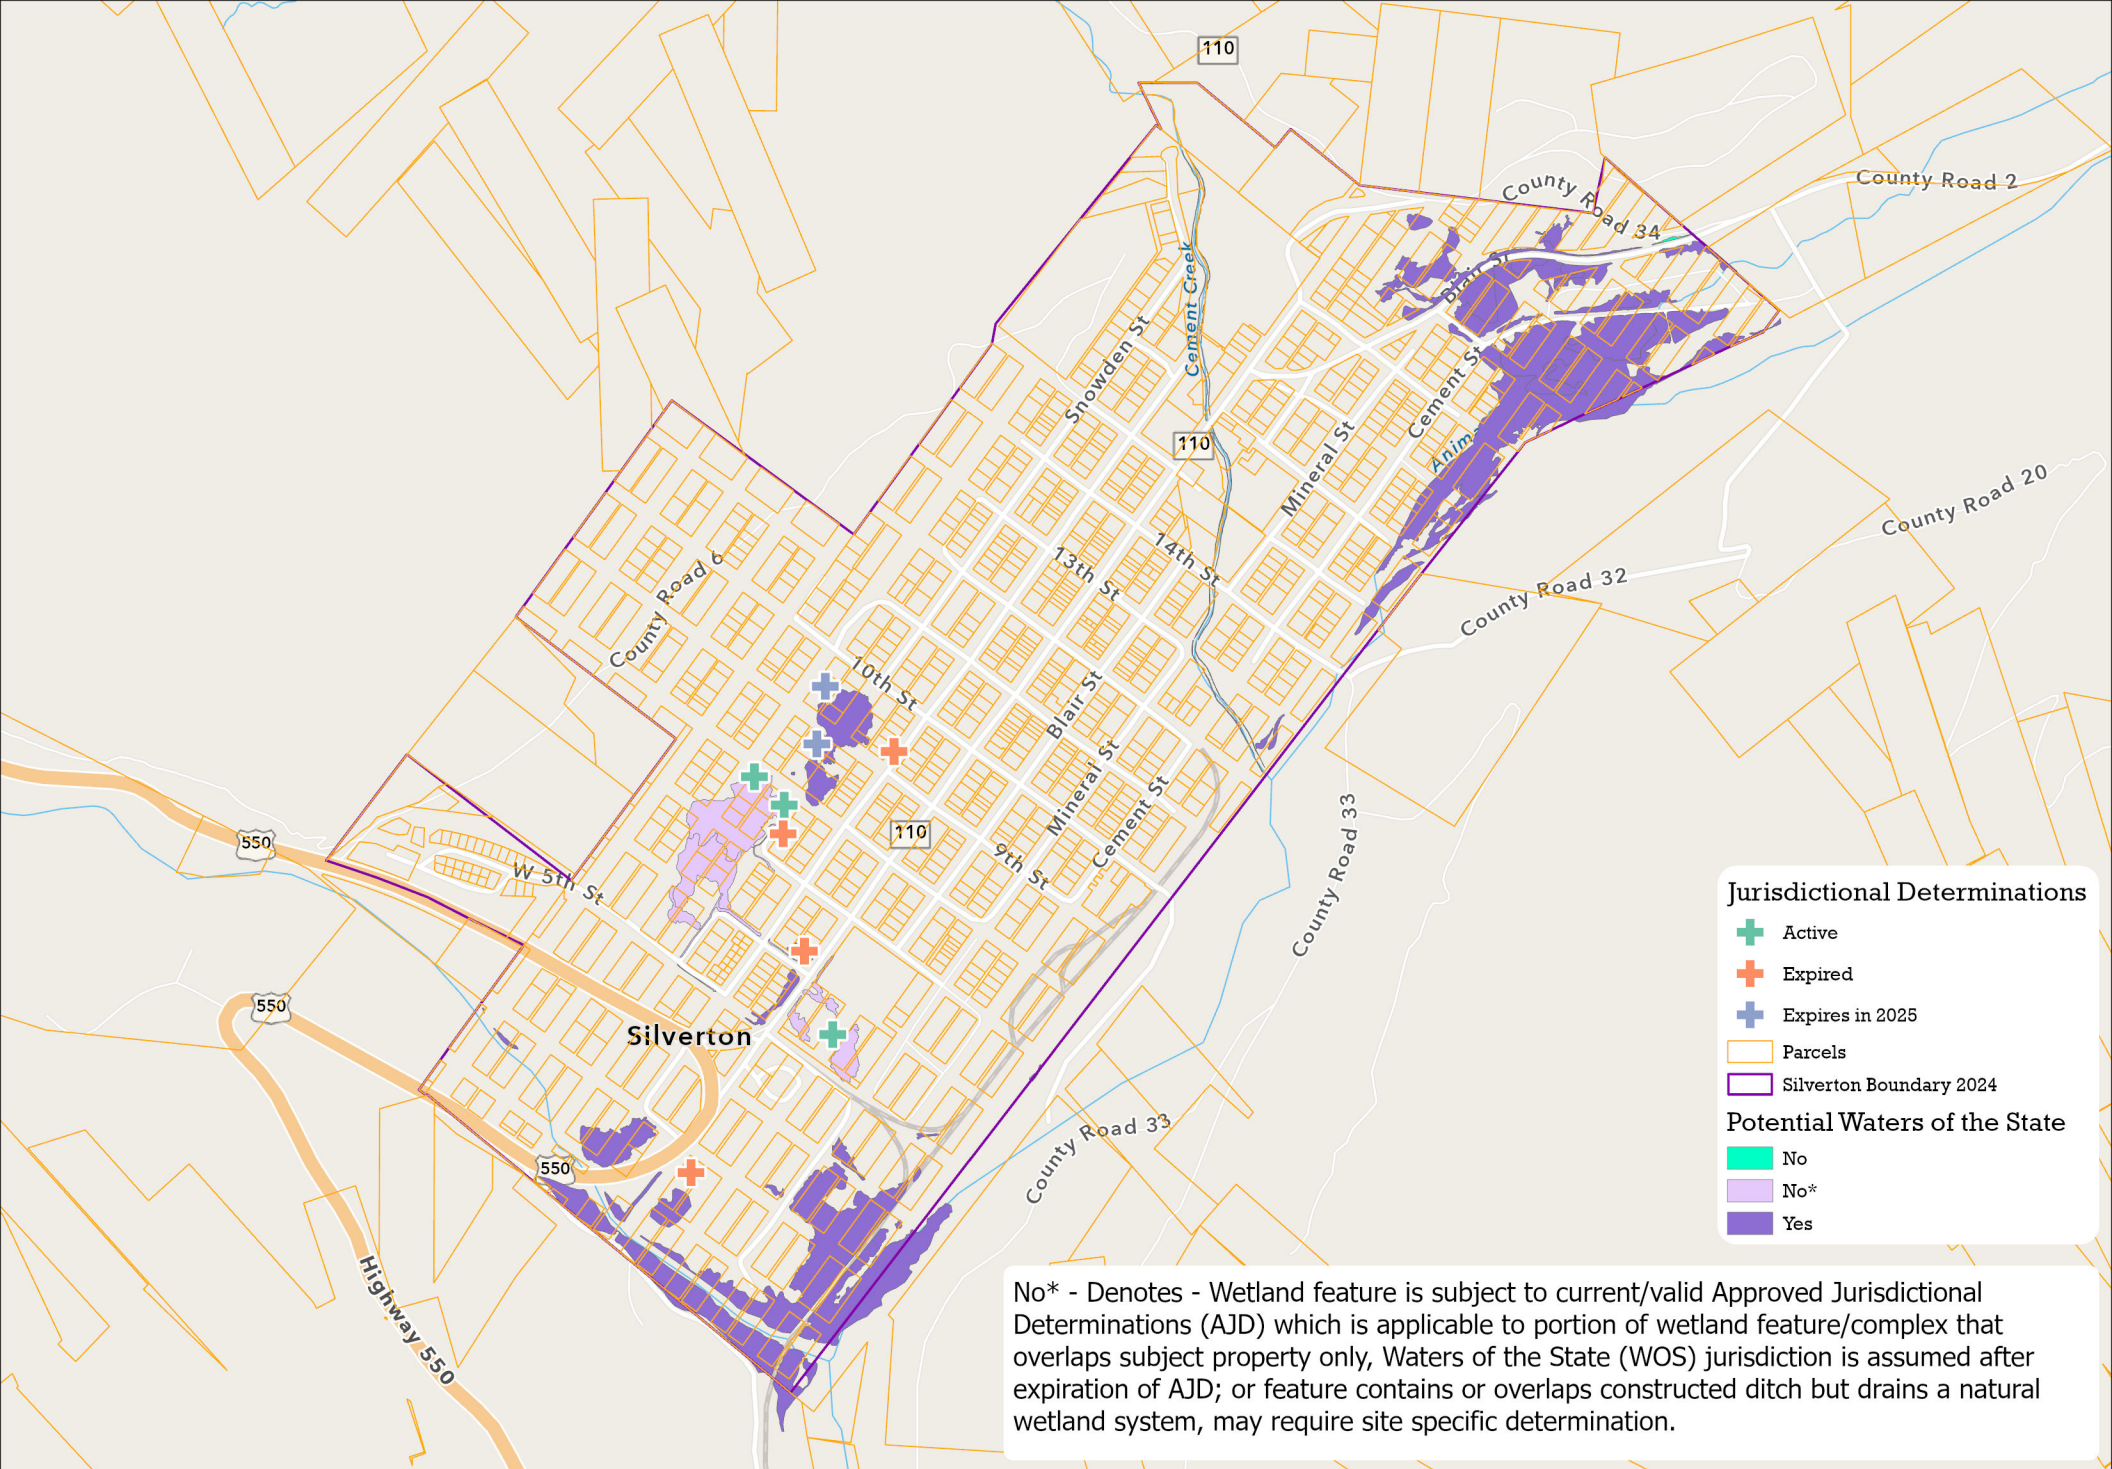 110
County Road 2
County Road 34
Blair St
Cement Creek
Snowden St
Cement St
110
Mineral St
Anima
County Road 20
14th St
13th St
County Road 32
County Road 6
10th St
Blair St
Mineral St
Cement St
110
9th St
County Road 33
550
W 5th St
550
Silverton
County Road 33
550
Highway 550
Jurisdictional Determinations
Active
Expired
Expires in 2025
Parcels
Silverton Boundary 2024
Potential Waters of the State
No
No*
Yes
No* - Denotes - Wetland feature is subject to current/valid Approved Jurisdictional
Determinations (AJD) which is applicable to portion of wetland feature/complex that
overlaps subject property only, Waters of the State (WOS) jurisdiction is assumed after
expiration of AJD; or feature contains or overlaps constructed ditch but drains a natural
wetland system, may require site specific determination.